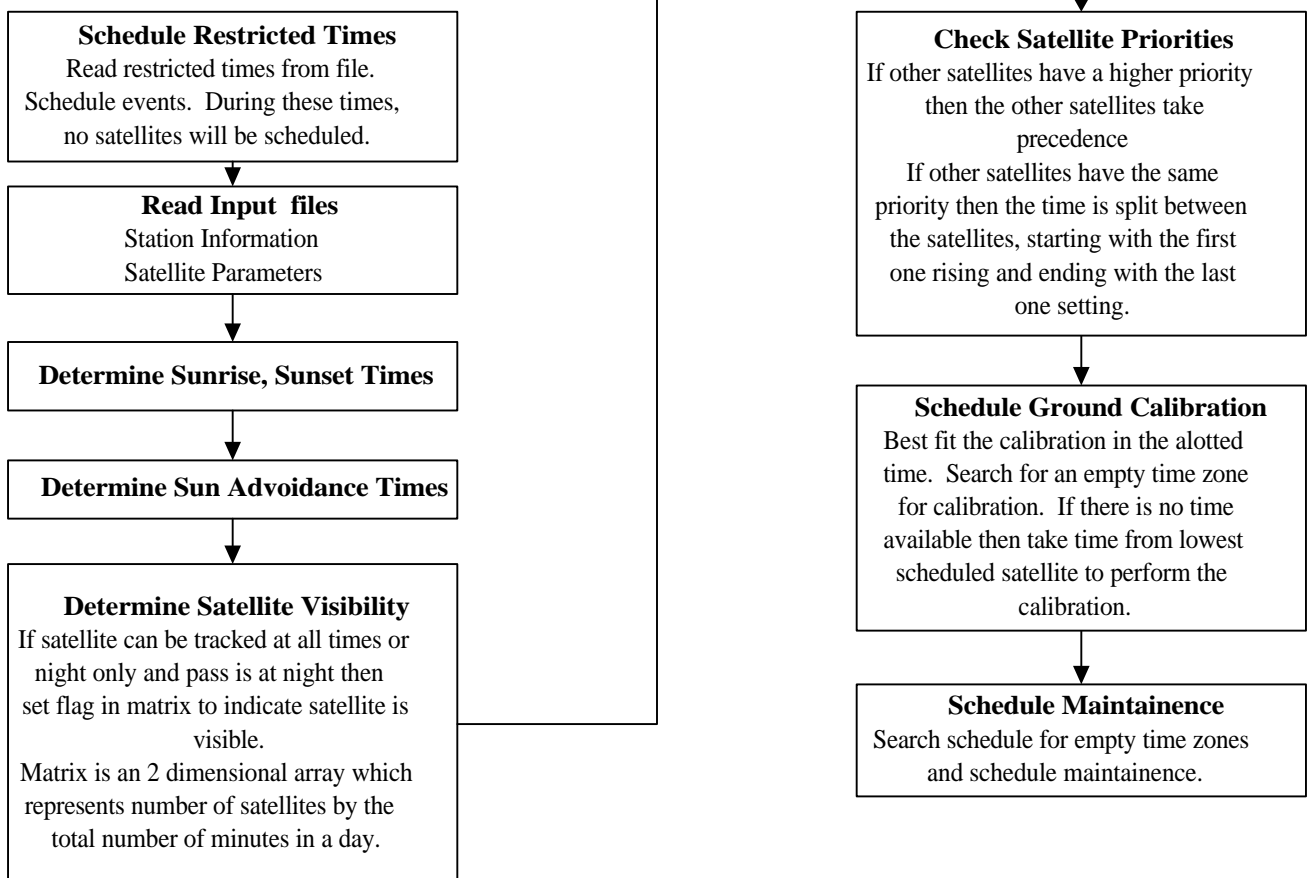 Schedule Restricted Times
Read restricted times from file.
Schedule events. During these times,
no satellites will be scheduled.
Read Input files
Station Information
Satellite Parameters
Determine Sunrise, Sunset Times
Determine Sun Advoidance Times
Determine Satellite Visibility
If satellite can be tracked at all times or
night only and pass is at night then
set flag in matrix to indicate satellite is
visible.
Matrix is an 2 dimensional array which
represents number of satellites by the
total number of minutes in a day.
Check Satellite Priorities
If other satellites have a higher priority
then the other satellites take
precedence
If other satellites have the same
priority then the time is split between
the satellites, starting with the first
one rising and ending with the last
one setting.
Schedule Ground Calibration
Best fit the calibration in the alotted
time. Search for an empty time zone
for calibration. If there is no time
available then take time from lowest
scheduled satellite to perform the
calibration.
Schedule Maintainence
Search schedule for empty time zones
and schedule maintainence.